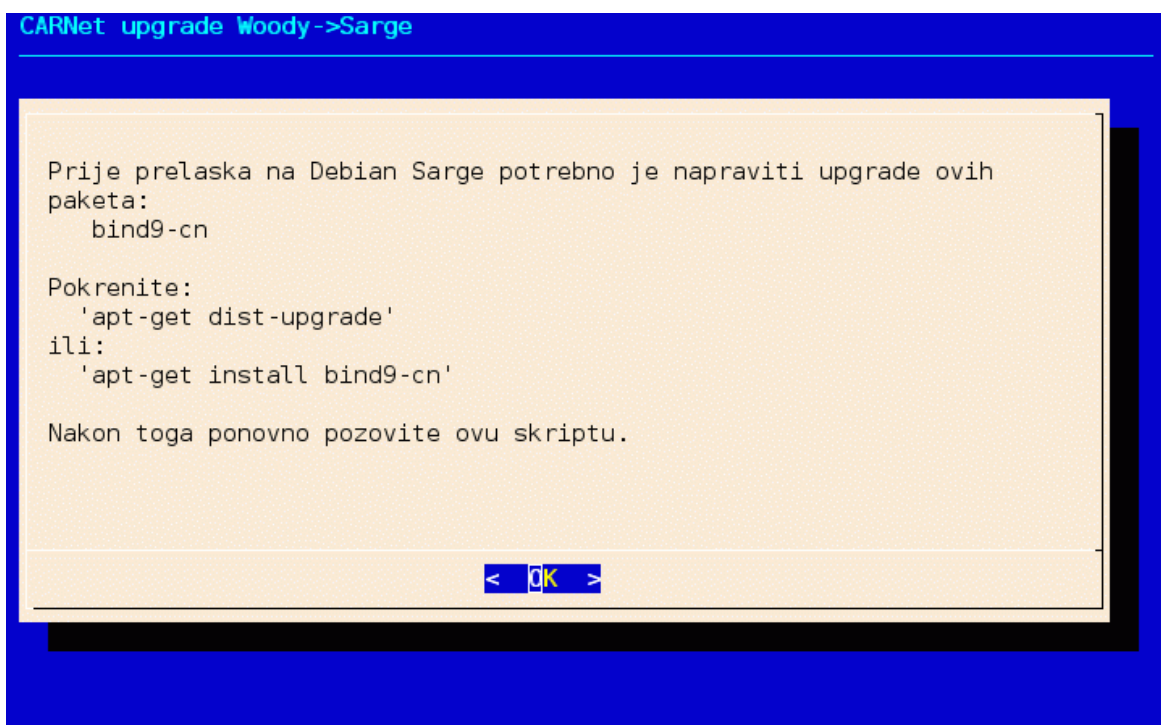 CARNet upgrade Woody->Sarge
Prije prelaska na Debian Sarge potrebno je napraviti upgrade ovih
paketa:
bind9-cn
Pokrenite:
'apt-get dist-upgrade'
ili:
'apt-get install bind9-cn'
Nakon toga ponovno pozovite ovu skriptu.
< OK >